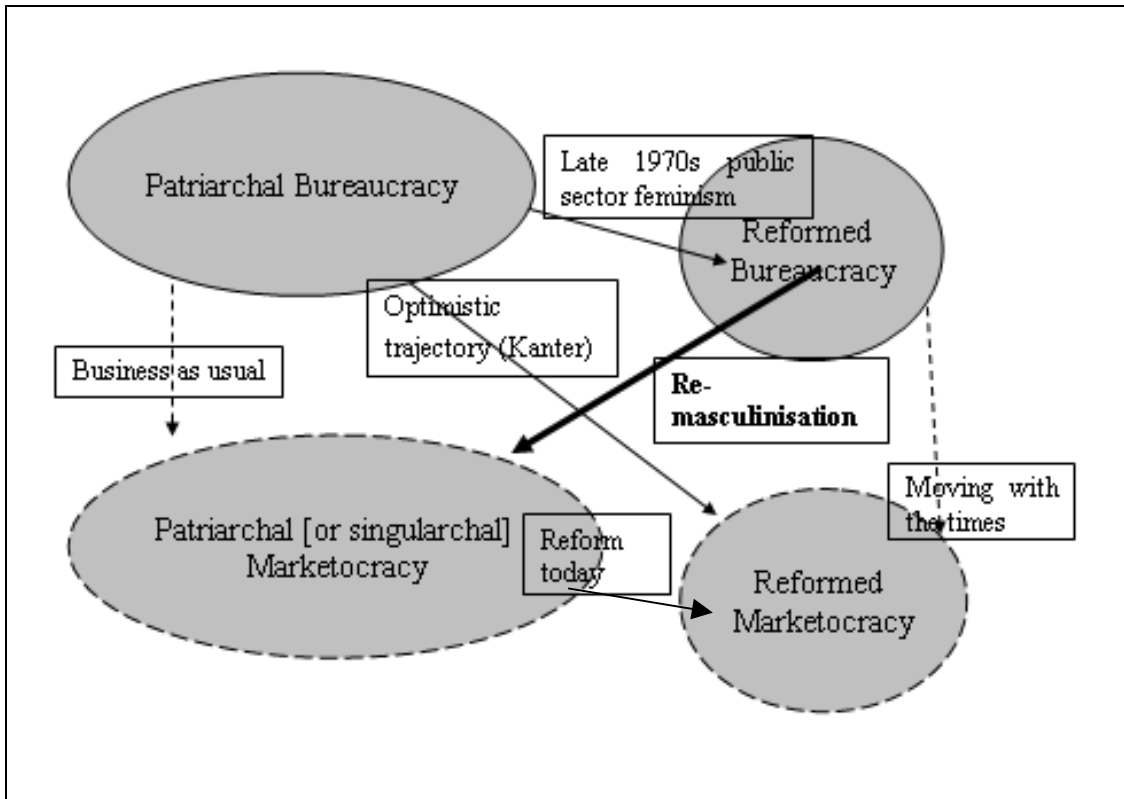 Patriarchal Bureaucracy
Late 1970s public
sector feminism
Reformed
Bureaucracy
Optimistic
trajectory (Kanter)
Business as usual
Re-
masculinisation
Patriarchal [or singularchal]
Marketocracy
Reform
today
Moving with
the times
Reformed
Marketocracy